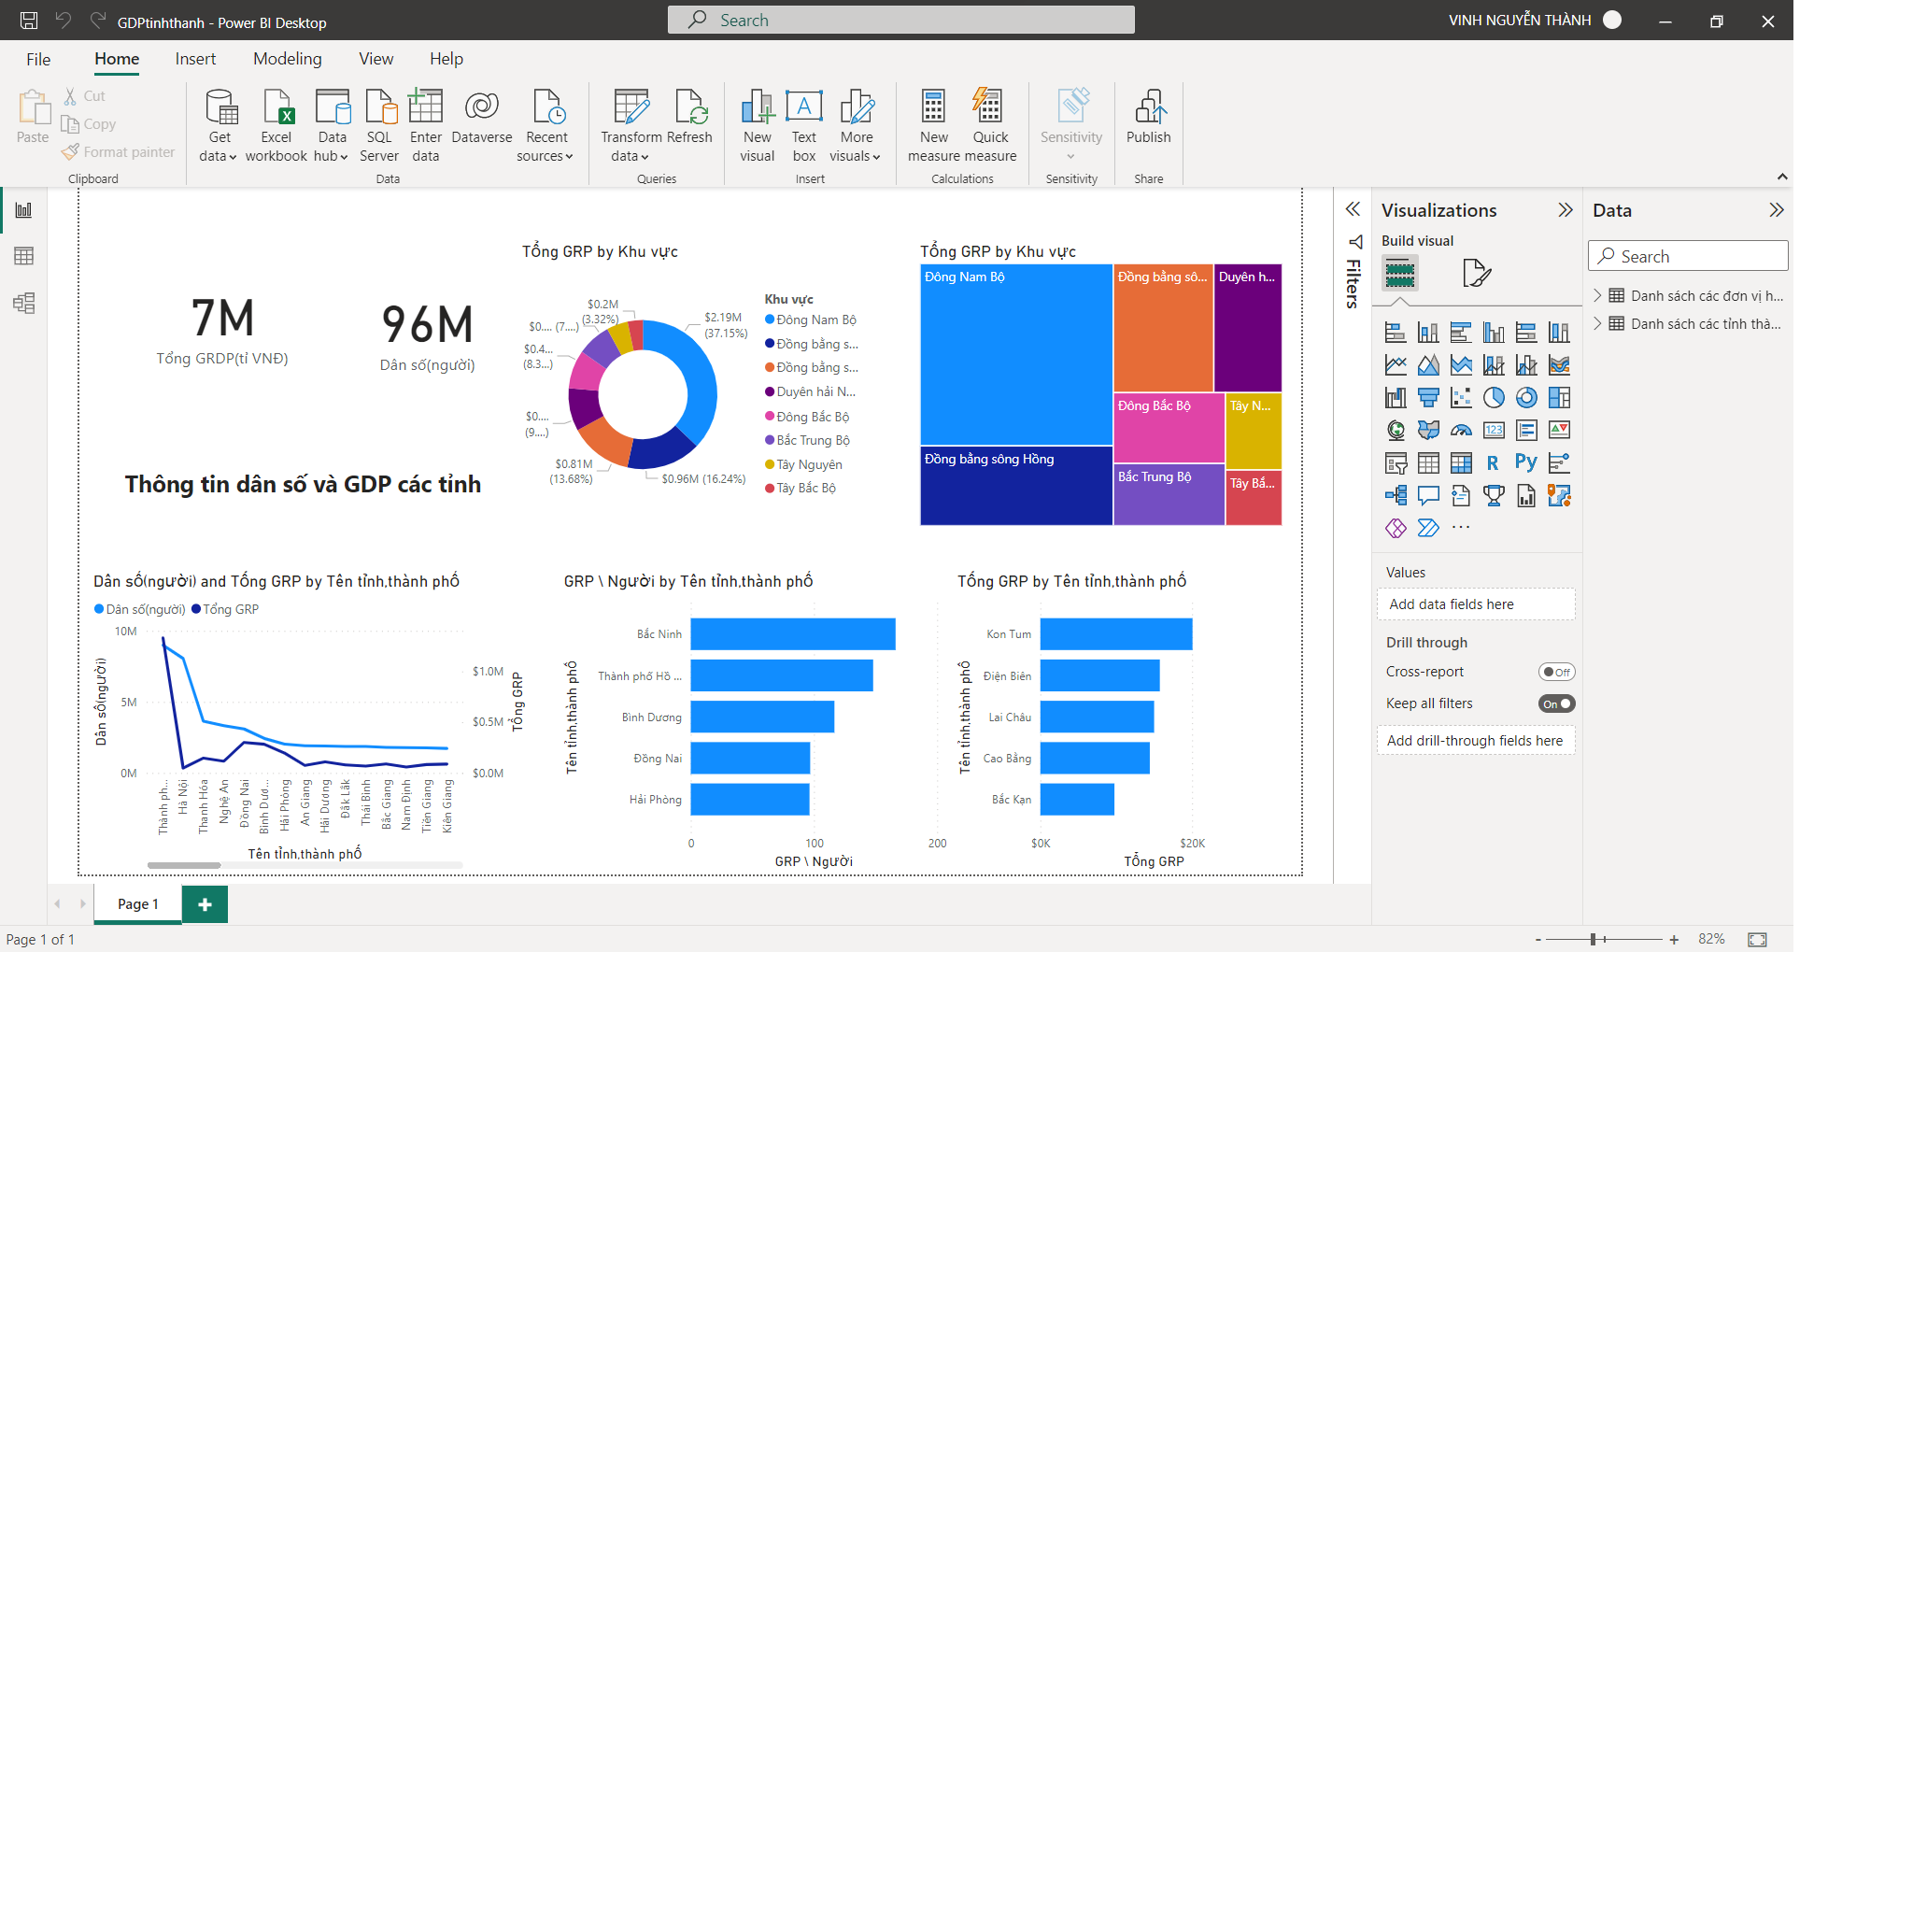 GDPtinhthanh - Power BI Desktop
Search
VINH NGUYỄN THÀNH
File
Home
Insert
Modeling
View
Help
Paste
Cut
Copy
Format painter
Clipboard
Get data
Excel workbook
Data hub
SQL Server
Enter data
Dataverse
Recent sources
Data
Transform data
Refresh
Queries
New visual
Text box
More visuals
Insert
New measure
Quick measure
Calculations
Sensitivity
Sensitivity
Publish
Share
7M
Tổng GRDP(tỉ VNĐ)
96M
Dân số(người)
Thông tin dân số và GDP các tỉnh
Tổng GRP by Khu vực
$0.2M
(3.32%)
$2.19M
(37.15%)
$0.... (7....)
$0.4...
(8.3...)
$0....
(9....)
$0.81M
(13.68%)
$0.96M (16.24%)
Khu vực
Đông Nam Bộ
Đồng bằng s...
Đồng bằng s...
Duyên hải N...
Đông Bắc Bộ
Bắc Trung Bộ
Tây Nguyên
Tây Bắc Bộ
Tổng GRP by Khu vực
Đông Nam Bộ
Đồng bằng sô...
Duyên h...
Đông Bắc Bộ
Tây N...
Đồng bằng sông Hồng
Bắc Trung Bộ
Tây Bắ...
Dân số(người) and Tổng GRP by Tên tỉnh,thành phố
Dân số(người)
Tổng GRP
10M
5M
0M
Dân số(người)
$1.0M
$0.5M
$0.0M
Tổng GRP
Thành ph...
Hà Nội
Thanh Hóa
Nghệ An
Đồng Nai
Bình Dươ...
Hải Phòng
An Giang
Hải Dương
Đắk Lắk
Thái Bình
Bắc Giang
Nam Định
Tiền Giang
Kiên Giang
Tên tỉnh,thành phố
GRP \ Người by Tên tỉnh,thành phố
Tên tỉnh,thành phố
Bắc Ninh
Thành phố Hồ ...
Bình Dương
Đồng Nai
Hải Phòng
0
100
200
GRP \ Người
Tổng GRP by Tên tỉnh,thành phố
Tên tỉnh,thành phố
Kon Tum
Điện Biên
Lai Châu
Cao Bằng
Bắc Kạn
$0K
$20K
Tổng GRP
Filters
Visualizations
Build visual
123
R
Py
...
Values
Add data fields here
Drill through
Cross-report
Off
Keep all filters
On
Add drill-through fields here
Data
Search
Danh sách các đơn vị h...
Danh sách các tỉnh thà...
Page 1
Page 1 of 1
82%